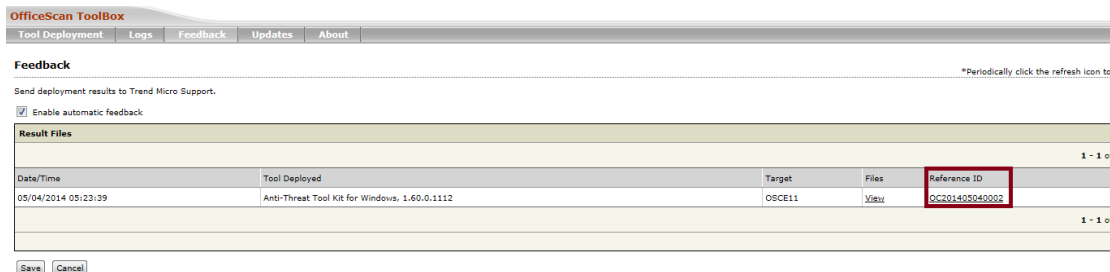 OfficeScan ToolBox
Tool Deployment Logs Feedback Updates About
Feedback
*Periodically click the refresh icon to
Send deployment results to Trend Micro Support.
Enable automatic feedback
Result Files
1 - 1 o
Date/Time Tool Deployed Target Files Reference ID
05/04/2014 05:23:39 Anti-Threat Tool Kit for Windows, 1.60.0.1112 OSCE11 View OC201405040002
1 - 1 o
Save Cancel